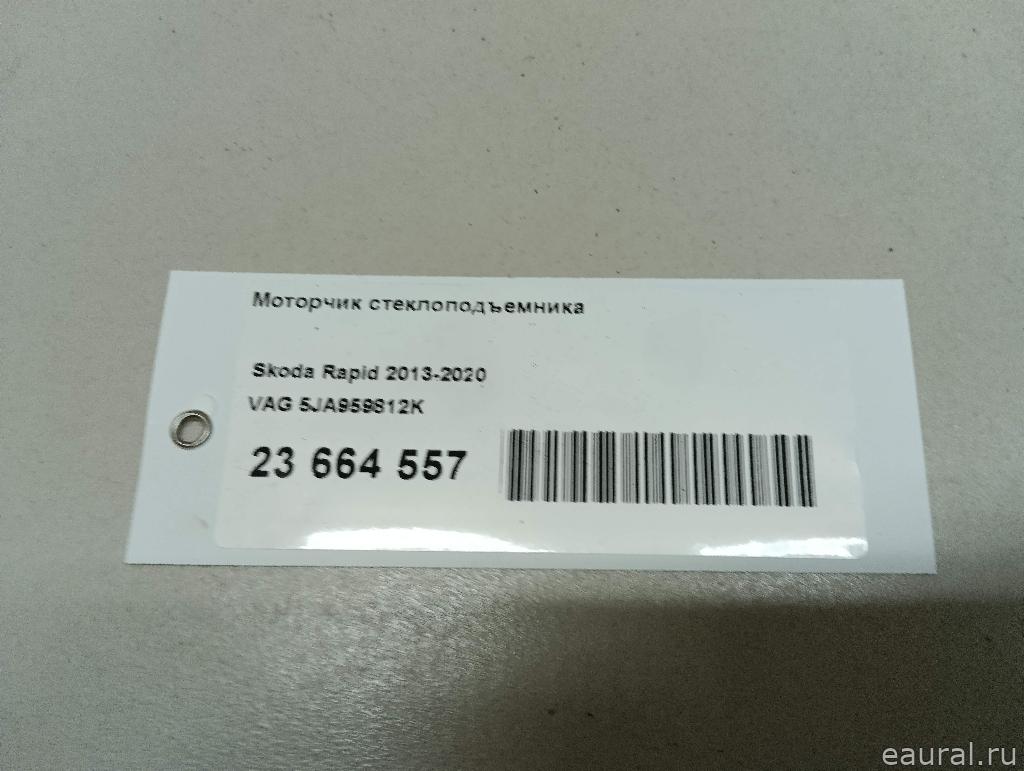 Моторчик стеклоподъемника
Skoda Rapid 2013-2020
VAG 5JA959812K
23 664 557
eaural.ru